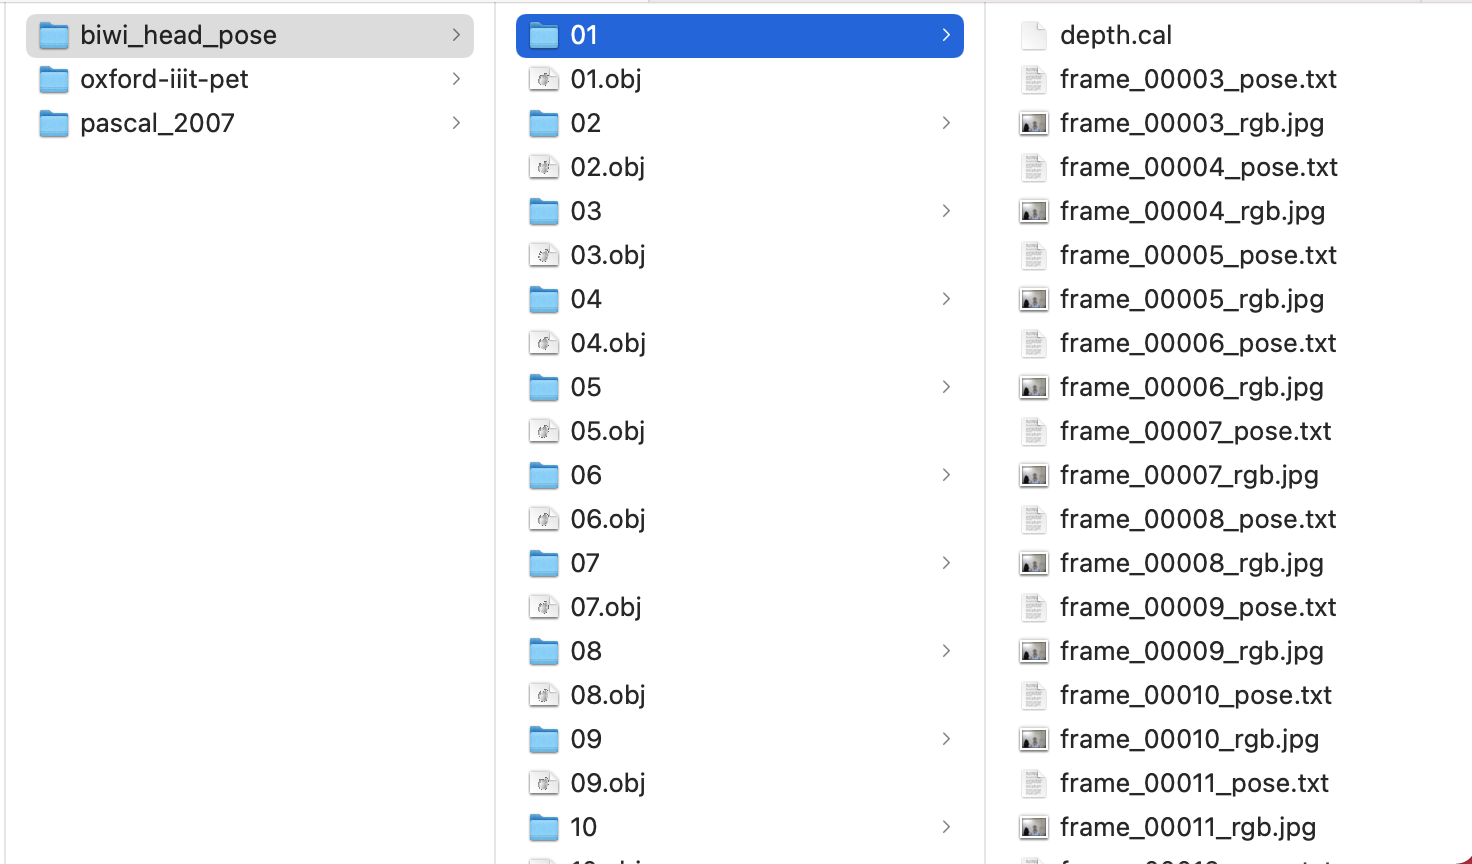 biwi_head_pose
oxford-iiit-pet
pascal_2007
01
01.obj
02
02.obj
03
03.obj
04
04.obj
05
05.obj
06
06.obj
07
07.obj
08
08.obj
09
09.obj
10
depth.cal
frame_00003_pose.txt
frame_00003_rgb.jpg
frame_00004_pose.txt
frame_00004_rgb.jpg
frame_00005_pose.txt
frame_00005_rgb.jpg
frame_00006_pose.txt
frame_00006_rgb.jpg
frame_00007_pose.txt
frame_00007_rgb.jpg
frame_00008_pose.txt
frame_00008_rgb.jpg
frame_00009_pose.txt
frame_00009_rgb.jpg
frame_00010_pose.txt
frame_00010_rgb.jpg
frame_00011_pose.txt
frame_00011_rgb.jpg